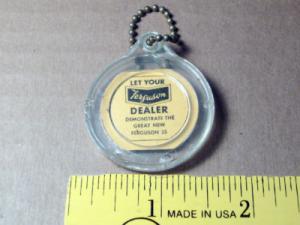 LET YOUR
Ferguson
DEALER
DEMONSTRATE THE
GREAT NEW
FERGUSON 35
1 MADE IN USA 2